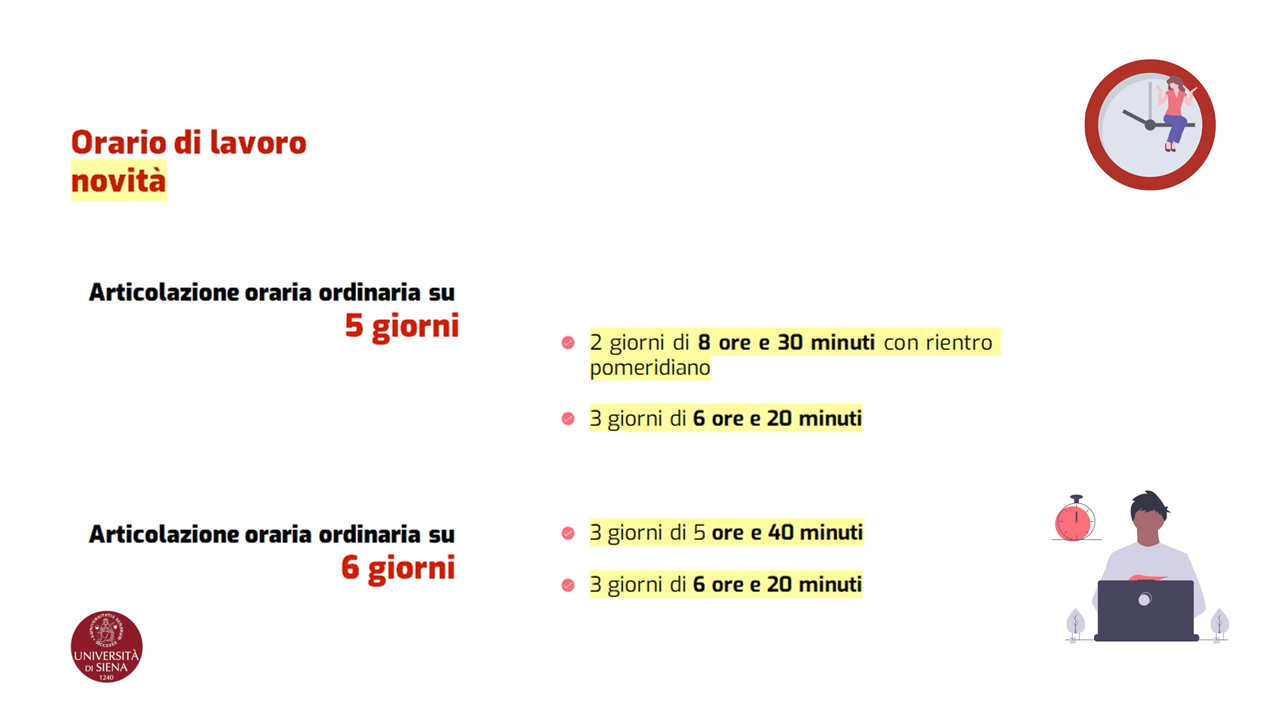 Orario di lavoro
novità
Articolazione oraria ordinaria su
5 giorni
2 giorni di 8 ore e 30 minuti con rientro
pomeridiano
3 giorni di 6 ore e 20 minuti
Articolazione oraria ordinaria su
6 giorni
3 giorni di 5 ore e 40 minuti
3 giorni di 6 ore e 20 minuti
UNIVERSITÀ
DI SIENA
1240